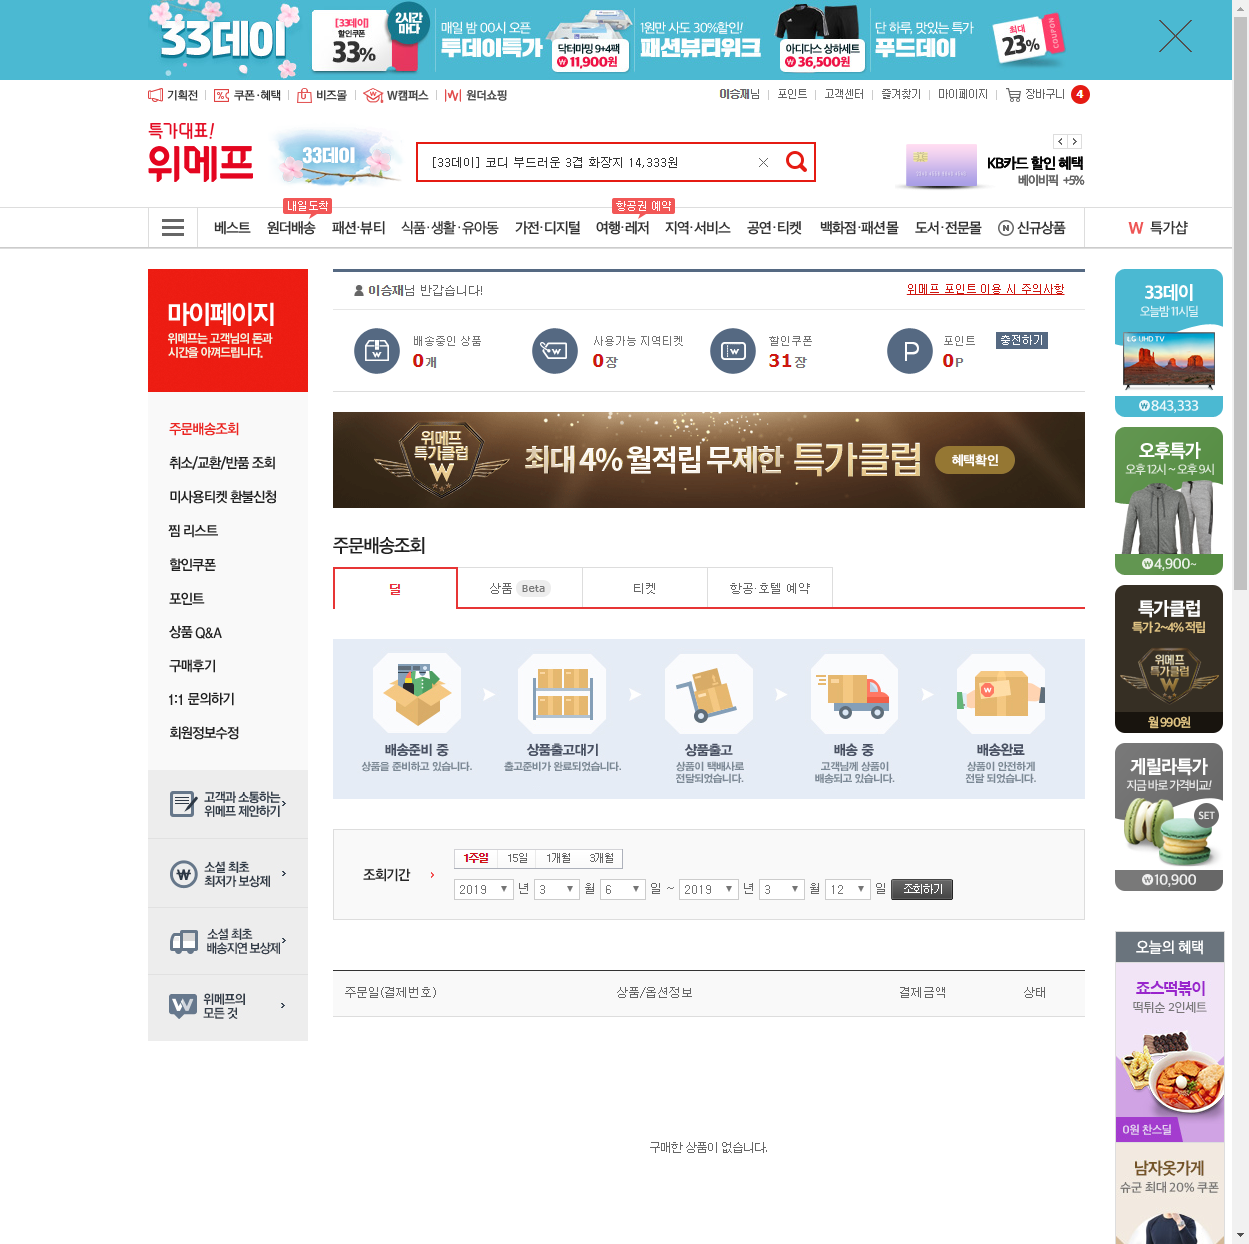 33데이
[33데이]
할인쿠폰
33%
2시간
마다
매일 밤 00시 오픈
투데이특가
닥터마밍 9+4팩
₩11,900원
1원만 사도 30%할인!
패션뷰티위크
아디다스 상하세트
₩36,500원
단 하루, 맛있는 특가
푸드데이
최대
23%
COUPON
기획전
쿠폰·혜택
비즈몰
W캠퍼스
원더쇼핑
이승재님
포인트
고객센터
즐겨찾기
마이페이지
장바구니 4
특가대표!
위메프
33데이
[33데이] 코디 부드러운 3겹 화장지 14,333원
KB카드 할인 혜택
베이비픽 +5%
내일도착
항공권 예약
베스트
원더배송
패션·뷰티
식품·생활·유아동
가전·디지털
여행·레저
지역·서비스
공연·티켓
백화점·패션몰
도서·전문몰
N 신규상품
W 특가샵
마이페이지
위메프는 고객님의 돈과
시간을 아껴드립니다.
주문배송조회
취소/교환/반품 조회
미사용티켓 환불신청
찜 리스트
할인쿠폰
포인트
상품 Q&A
구매후기
1:1 문의하기
회원정보수정
고객과 소통하는
위메프 제안하기
소셜 최초
최저가 보상제
소셜 최초
배송지연 보상제
위메프의
모든 것
이승재님 반갑습니다!
위메프 포인트 이용 시 주의사항
배송중인 상품
0개
사용가능 지역티켓
0장
할인쿠폰
31장
포인트
0P
충전하기
위메프
특가클럽
W
최대 4% 월적립 무제한 특가클럽
혜택확인
주문배송조회
딜
상품 Beta
티켓
항공·호텔 예약
배송준비 중
상품을 준비하고 있습니다.
상품출고대기
출고준비가 완료되었습니다.
상품출고
상품이 택배사로
전달되었습니다.
배송 중
고객님께 상품이
배송되고 있습니다.
배송완료
상품이 안전하게
전달 되었습니다.
조회기간
1주일 15일 1개월 3개월
2019 년 3 월 6 일 ~ 2019 년 3 월 12 일 조회하기
주문일(결제번호)
상품/옵션정보
결제금액
상태
구매한 상품이 없습니다.
33데이
오늘밤 11시딜
LG UHD TV
₩843,333
오후특가
오후 12시 ~ 오후 9시
₩4,900~
특가클럽
특가 2~4% 적립
위메프
특가클럽
W
월 990원
게릴라특가
지금 바로 가격비교!
SET
₩10,900
오늘의 혜택
죠스떡볶이
떡튀순 2인세트
0원 찬스딜
남자옷가게
슈군 최대 20% 쿠폰